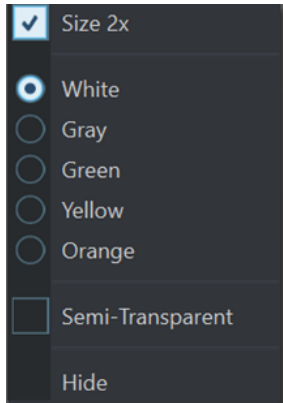 Size 2x
White
Gray
Green
Yellow
Orange
Semi-Transparent
Hide